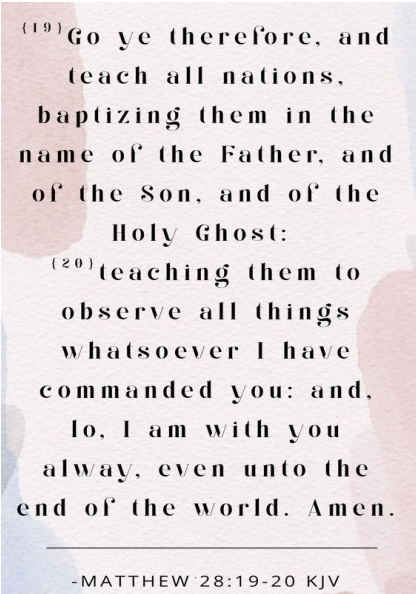 {19}Go ye therefore, and
teach all nations,
baptizing them in the
name of the Father, and
of the Son, and of the
Holy Ghost:
{20}teaching them to
observe all things
whatsoever I have
commanded you: and,
lo, I am with you
alway, even unto the
end of the world. Amen.
-MATTHEW 28:19-20 KJV